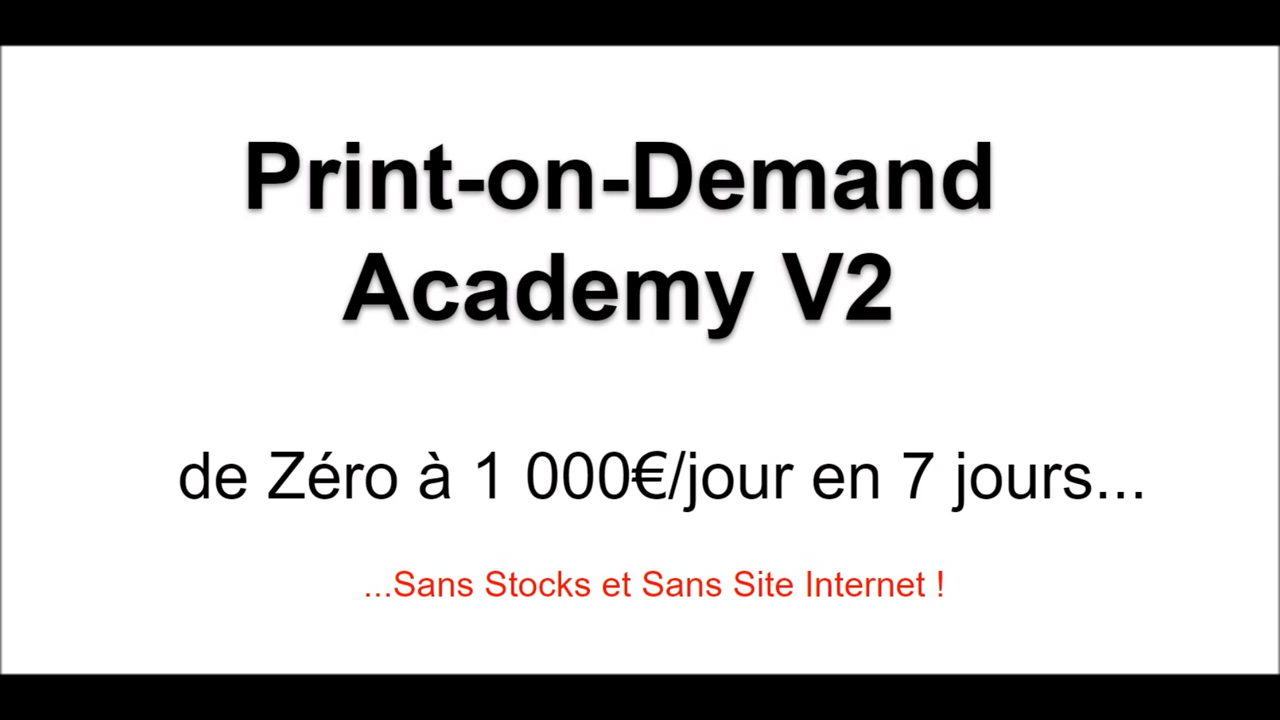 Print-on-Demand
Academy V2
de Zéro à 1 000€/jour en 7 jours...
...Sans Stocks et Sans Site Internet !